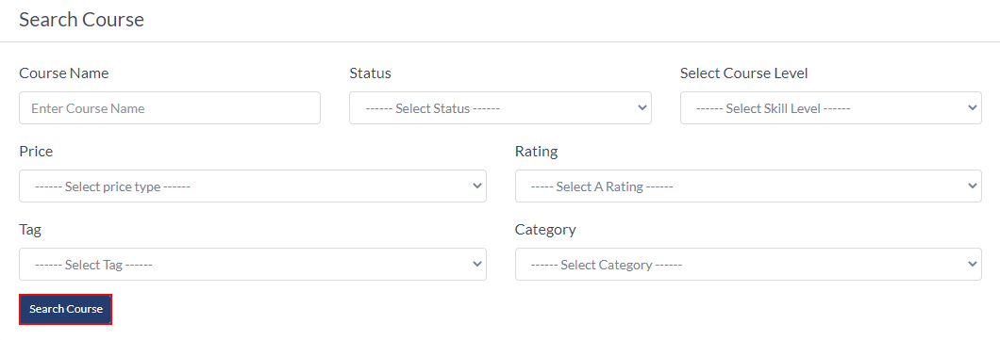 Search Course
Course Name
Status
Select Course Level
Enter Course Name
------ Select Status ------
------ Select Skill Level ------
Price
Rating
------ Select price type ------
----- Select A Rating ------
Tag
Category
------ Select Tag ------
------ Select Category ------
Search Course